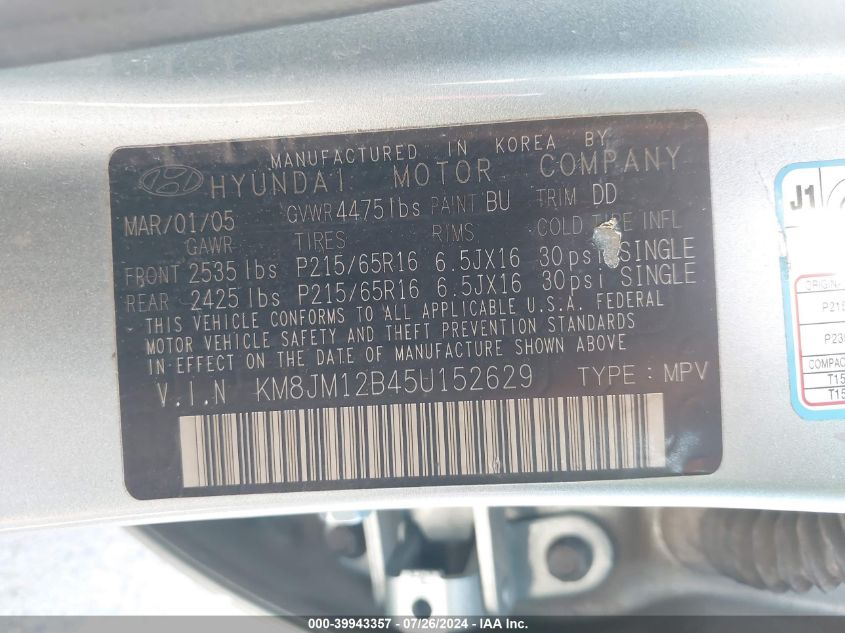 MANUFACTURED IN KOREA BY
HYUNDAI MOTOR COMPANY
MAR/01/05 GVWR 4475lbs PAINT BU TRIM DD
GAWR TIRES RIMS COLD TIRE INFL
FRONT 2535 lbs P215/65R16 6.5JX16 30psi SINGLE
REAR 2425 lbs P215/65R16 6.5JX16 30psi SINGLE
THIS VEHICLE CONFORMS TO ALL APPLICABLE U.S.A. FEDERAL
MOTOR VEHICLE SAFETY AND THEFT PREVENTION STANDARDS
IN EFFECT ON THE DATE OF MANUFACTURE SHOWN ABOVE
V.I.N KM8JM12B45U152629 TYPE : MPV
J1
T15
T15
000-39943357 - 07/26/2024 - IAA Inc.